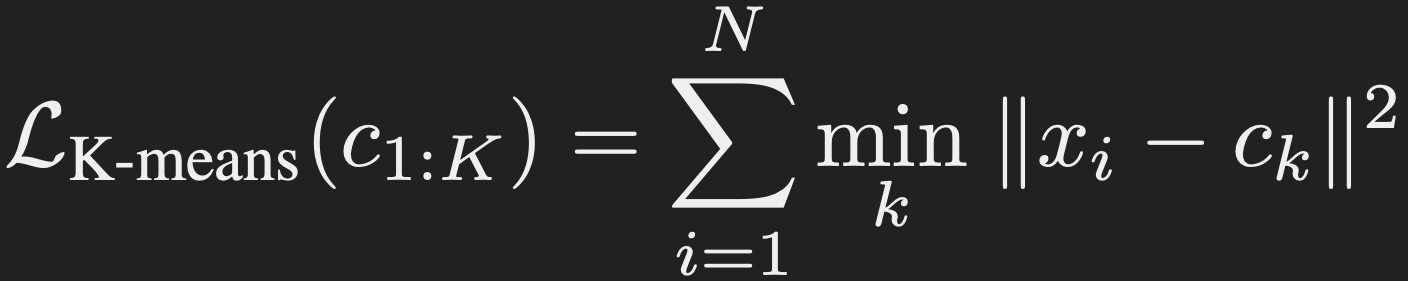 $\mathcal{L}_{\text{K-means}}(c_{1:K}) = \sum_{i=1}^{N} \min_{k} \|x_i - c_k\|^2$